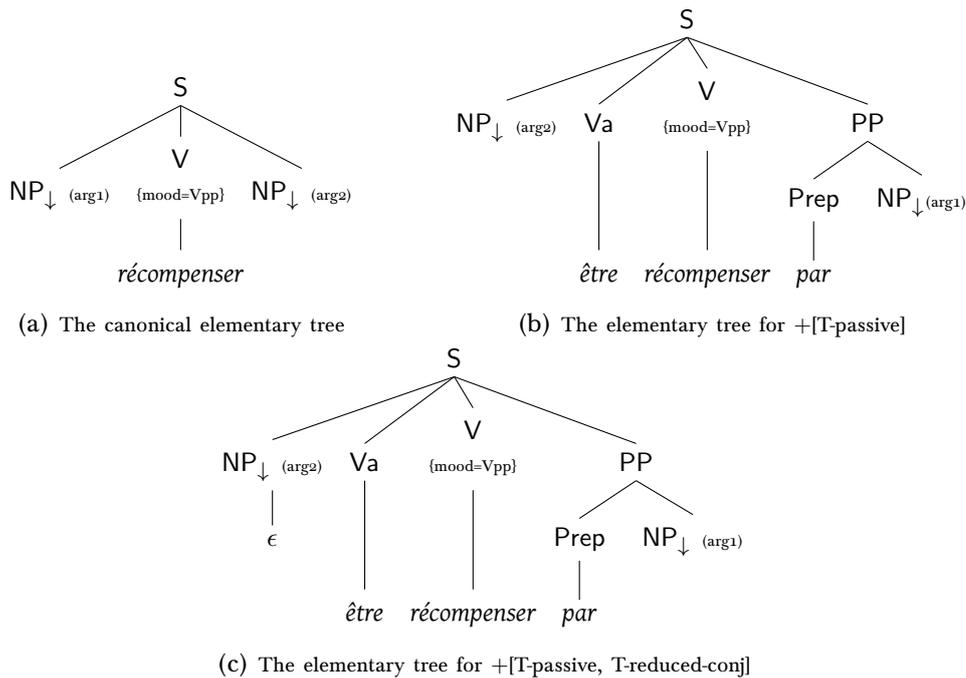 S
NP↓ (arg1) V {mood=Vpp} NP↓ (arg2)
récompenser
(a) The canonical elementary tree
S
NP↓ (arg2) Va V {mood=Vpp} PP
Prep NP↓ (arg1)
être récompenser par
(b) The elementary tree for +[T-passive]
S
NP↓ (arg2) Va V {mood=Vpp} PP
ϵ Prep NP↓ (arg1)
être récompenser par
(c) The elementary tree for +[T-passive, T-reduced-conj]